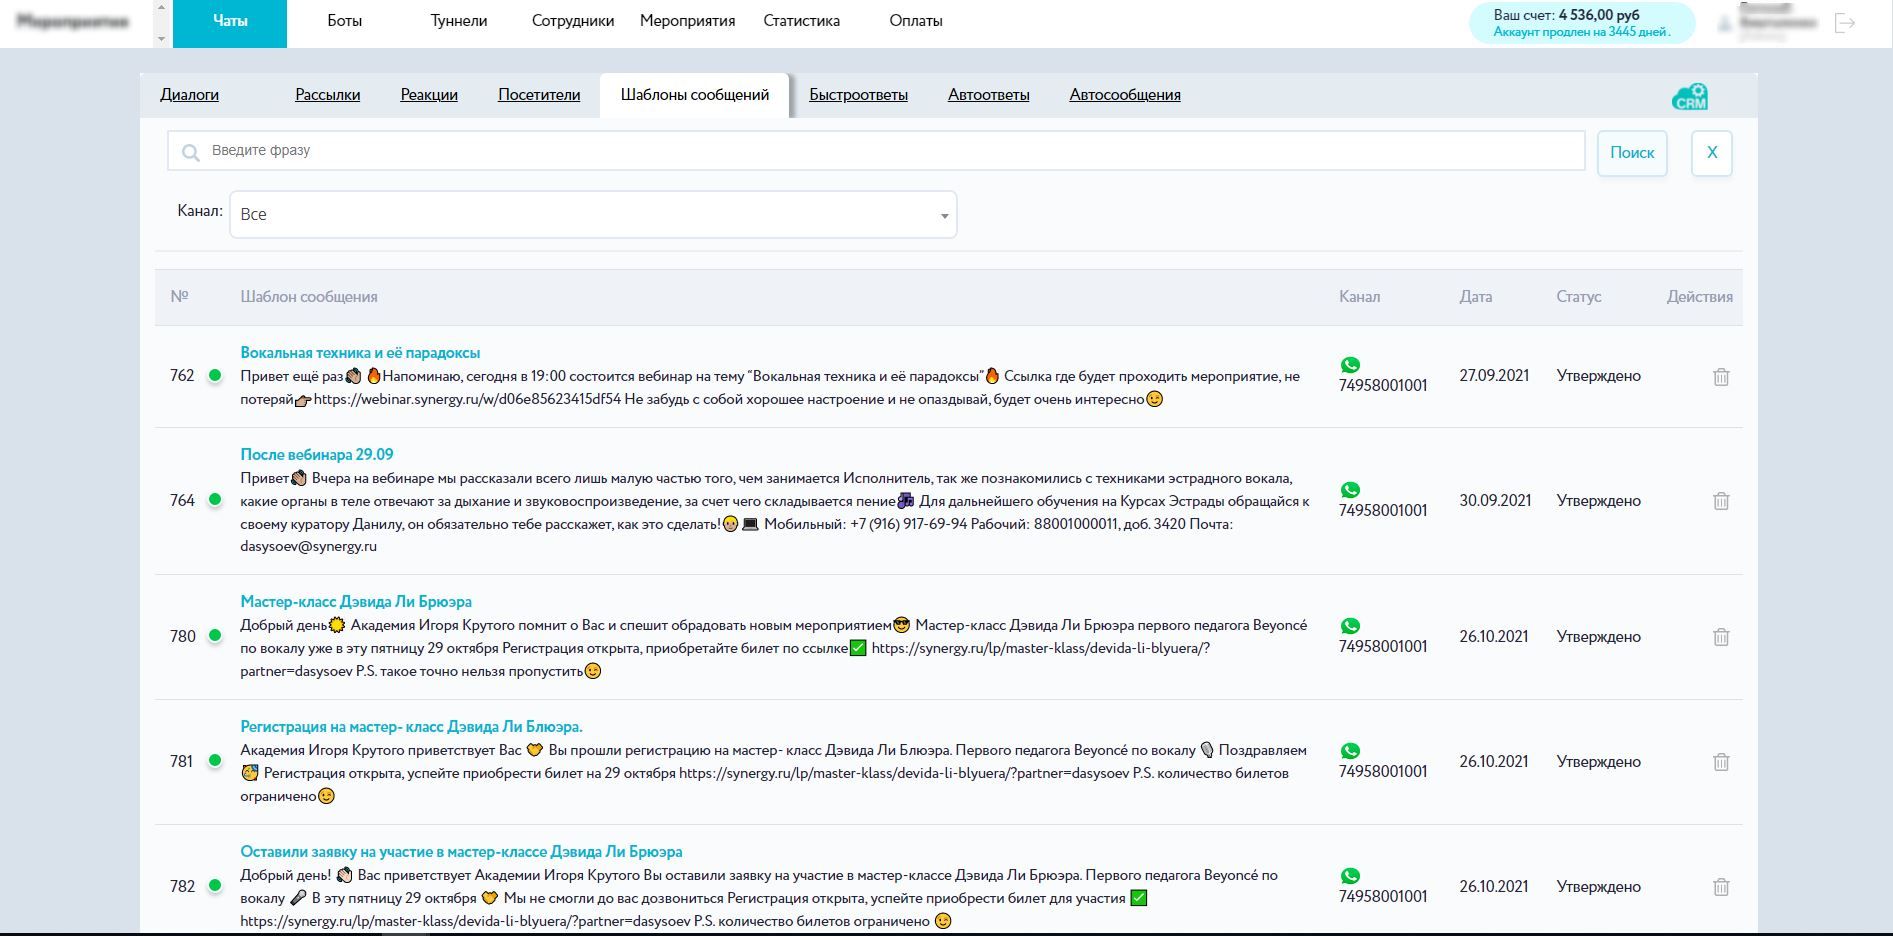 Мероприятия
Чаты
Боты
Туннели
Сотрудники
Мероприятия
Статистика
Оплаты
Ваш счет: 4 536,00 руб
Аккаунт продлен на 3445 дней .
Диалоги
Рассылки
Реакции
Посетители
Шаблоны сообщений
Быстроответы
Автоответы
Автосообщения
CRM
Введите фразу
Поиск
X
Канал:
Все
№ Шаблон сообщения Канал Дата Статус Действия
Вокальная техника и её парадоксы
762 Привет ещё раз👏🏼 🔥Напоминаю, сегодня в 19:00 состоится вебинар на тему “Вокальная техника и её парадоксы”🔥 Ссылка где будет проходить мероприятие, не
потеряй👉🏼https://webinar.synergy.ru/w/d06e85623415df54 Не забудь с собой хорошее настроение и не опаздывай, будет очень интересно😉
74958001001
27.09.2021
Утверждено
После вебинара 29.09
Привет👏🏼 Вчера на вебинаре мы рассказали всего лишь малую частью того, чем занимается Исполнитель, так же познакомились с техниками эстрадного вокала,
764 какие органы в теле отвечают за дыхание и звуковоспроизведение, за счет чего складывается пение🎶 Для дальнейшего обучения на Курсах Эстрады обращайся к
своему куратору Данилу, он обязательно тебе расскажет, как это сделать!👨🏼‍💻 Мобильный: +7 (916) 917-69-94 Рабочий: 88001000011, доб. 3420 Почта:
dasysoev@synergy.ru
74958001001
30.09.2021
Утверждено
Мастер-класс Дэвида Ли Брюэра
Добрый день☀ Академия Игоря Крутого помнит о Вас и спешит обрадовать новым мероприятием😎 Мастер-класс Дэвида Ли Брюэра первого педагога Beyoncé
780 по вокалу уже в эту пятницу 29 октября Регистрация открыта, приобретайте билет по ссылке✅ https://synergy.ru/lp/master-klass/devida-li-blyuera/?
partner=dasysoev P.S. такое точно нельзя пропустить😉
74958001001
26.10.2021
Утверждено
Регистрация на мастер- класс Дэвида Ли Блюэра.
Академия Игоря Крутого приветствует Вас 🤝 Вы прошли регистрацию на мастер- класс Дэвида Ли Блюэра. Первого педагога Beyoncé по вокалу 🎙 Поздравляем
781 🥳 Регистрация открыта, успейте приобрести билет на 29 октября https://synergy.ru/lp/master-klass/devida-li-blyuera/?partner=dasysoev P.S. количество билетов
ограничено😉
74958001001
26.10.2021
Утверждено
Оставили заявку на участие в мастер-классе Дэвида Ли Брюэра
Добрый день! 👋🏻 Вас приветствует Академии Игоря Крутого Вы оставили заявку на участие в мастер-классе Дэвида Ли Брюэра. Первого педагога Beyoncé по
782 вокалу 🎤 В эту пятницу 29 октября 🤝 Мы не смогли до вас дозвониться Регистрация открыта, успейте приобрести билет для участия ✅
https://synergy.ru/lp/master-klass/devida-li-blyuera/?partner=dasysoev P.S. количество билетов ограничено 😉
74958001001
26.10.2021
Утверждено